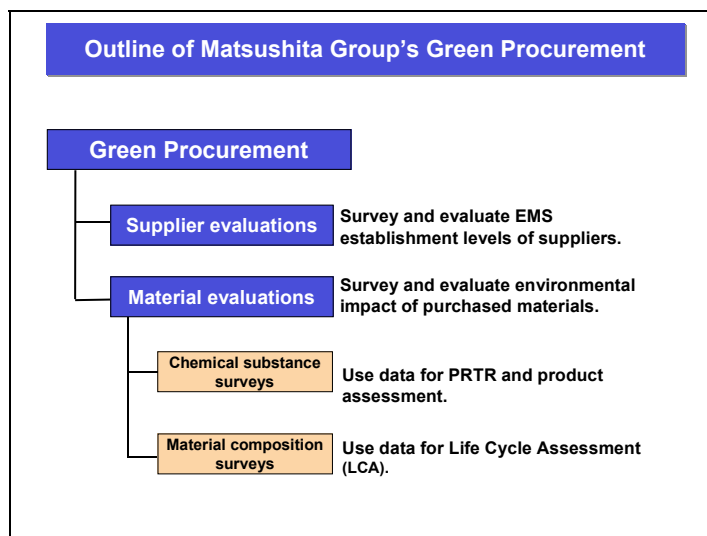 Outline of Matsushita Group’s Green Procurement
Green Procurement
Supplier evaluations
Survey and evaluate EMS
establishment levels of suppliers.
Material evaluations
Survey and evaluate environmental
impact of purchased materials.
Chemical substance
surveys
Use data for PRTR and product
assessment.
Material composition
surveys
Use data for Life Cycle Assessment
(LCA).